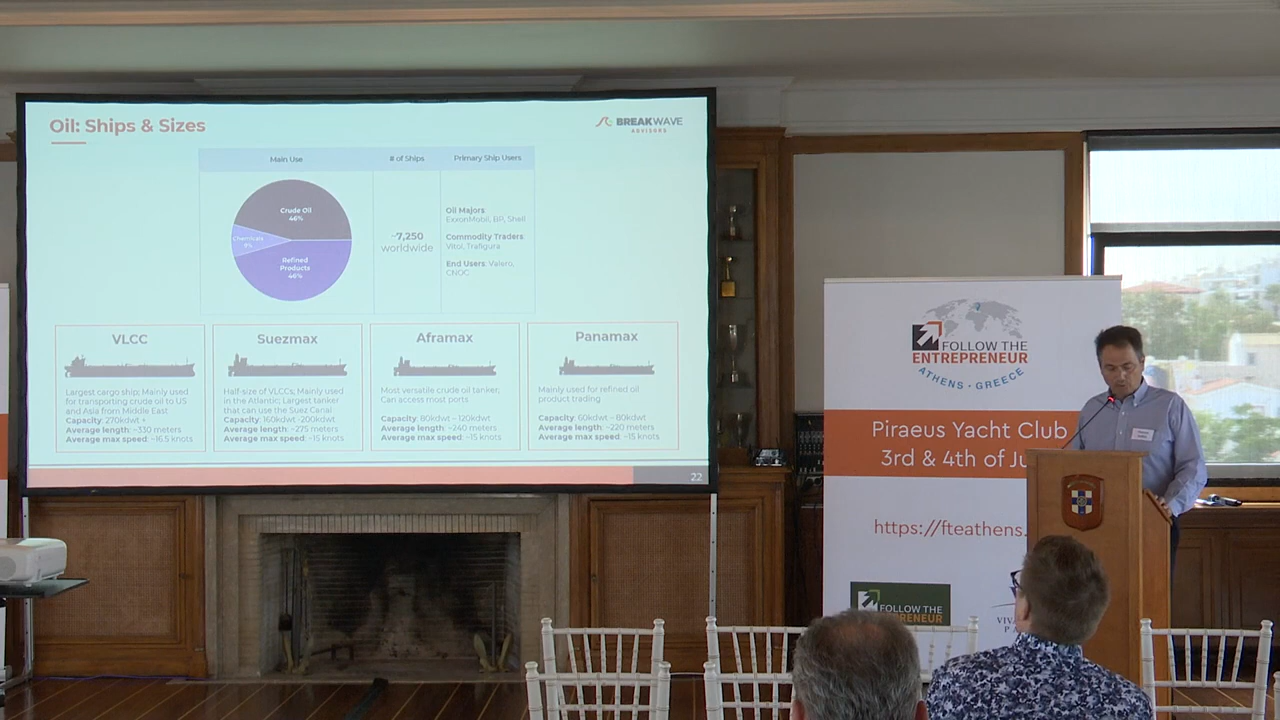 Oil: Ships & Sizes
BREAKWAVE
ADVISORS
Main Use
# of Ships
Primary Ship Users
Crude Oil
46%
Chemicals
8%
Refined
Products
46%
~7,250
worldwide
Oil Majors
ExxonMobil, BP, Shell
Commodity Traders:
Vitol, Trafigura
End Users: Valero,
CNOC
VLCC
Largest cargo ship; Mainly used
for transporting crude oil to US
and Asia from Middle East
Capacity: 270kdwt +
Average length: ~330 meters
Average max speed: ~16.5 knots
Suezmax
Half-size of VLCC's; Mainly used
in the Atlantic; Largest tanker
that can use the Suez Canal
Capacity: 160kdwt -200kdwt
Average length: ~275 meters
Average max speed: ~15 knots
Aframax
Most versatile crude oil tanker;
Can access most ports
Capacity: 80kdwt – 120kdwt
Average length: ~240 meters
Average max speed: ~15 knots
Panamax
Mainly used for refined oil
product trading
Capacity: 60kdwt – 80kdwt
Average length: ~220 meters
Average max speed: ~15 knots
22
FOLLOW THE
ENTREPRENEUR
ATHENS · GREECE
Piraeus Yacht Club
3rd & 4th of Ju
https://fteathens.
FOLLOW THE
EPRENEUR
VIV
P